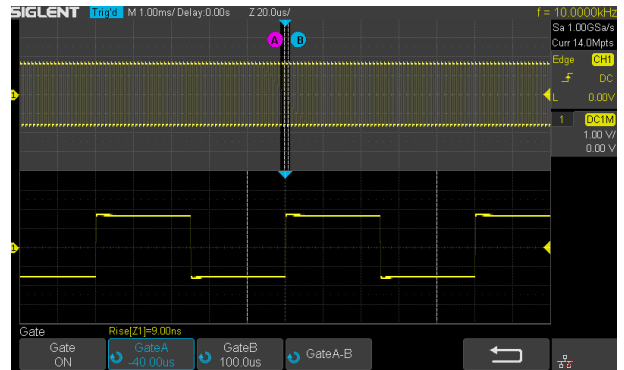 SIGLENT Trig'd M 1.00ms/ Delay:0.00s Z 20.0us/ f = 10.0000kHz
Sa 1.00GSa/s
Curr 14.0Mpts
Edge CH1
DC
L 0.00V
A B
1
1 DC1M
1.00 V/
0.00 V
1
Gate Rise[Z1]=9.00ns
Gate
ON
GateA
-40.00us
GateB
100.0us
GateA-B